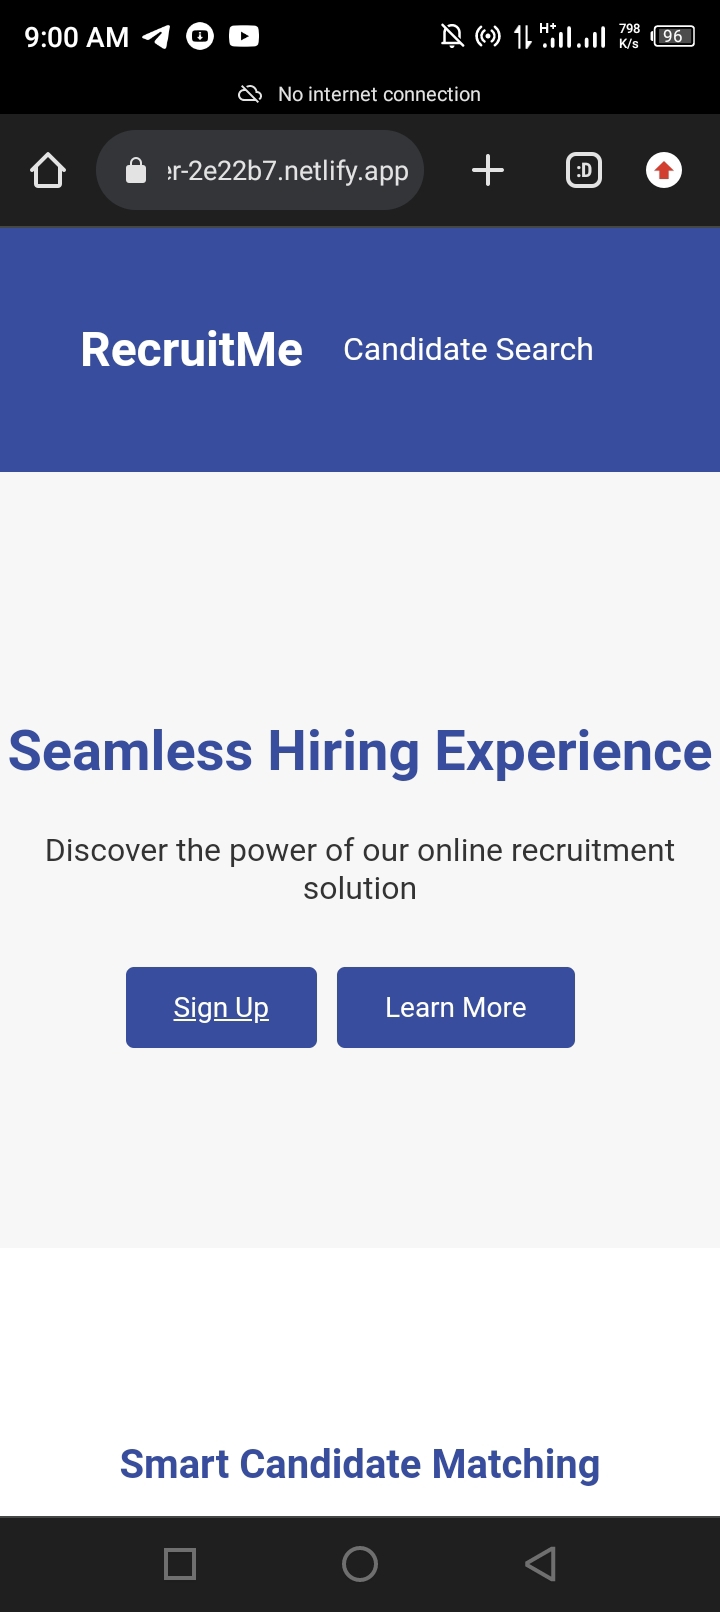 9:00 AM
H+
798
K/s
96
No internet connection
er-2e22b7.netlify.app
:D
RecruitMe
Candidate Search
Seamless Hiring Experience
Discover the power of our online recruitment
solution
Sign Up
Learn More
Smart Candidate Matching